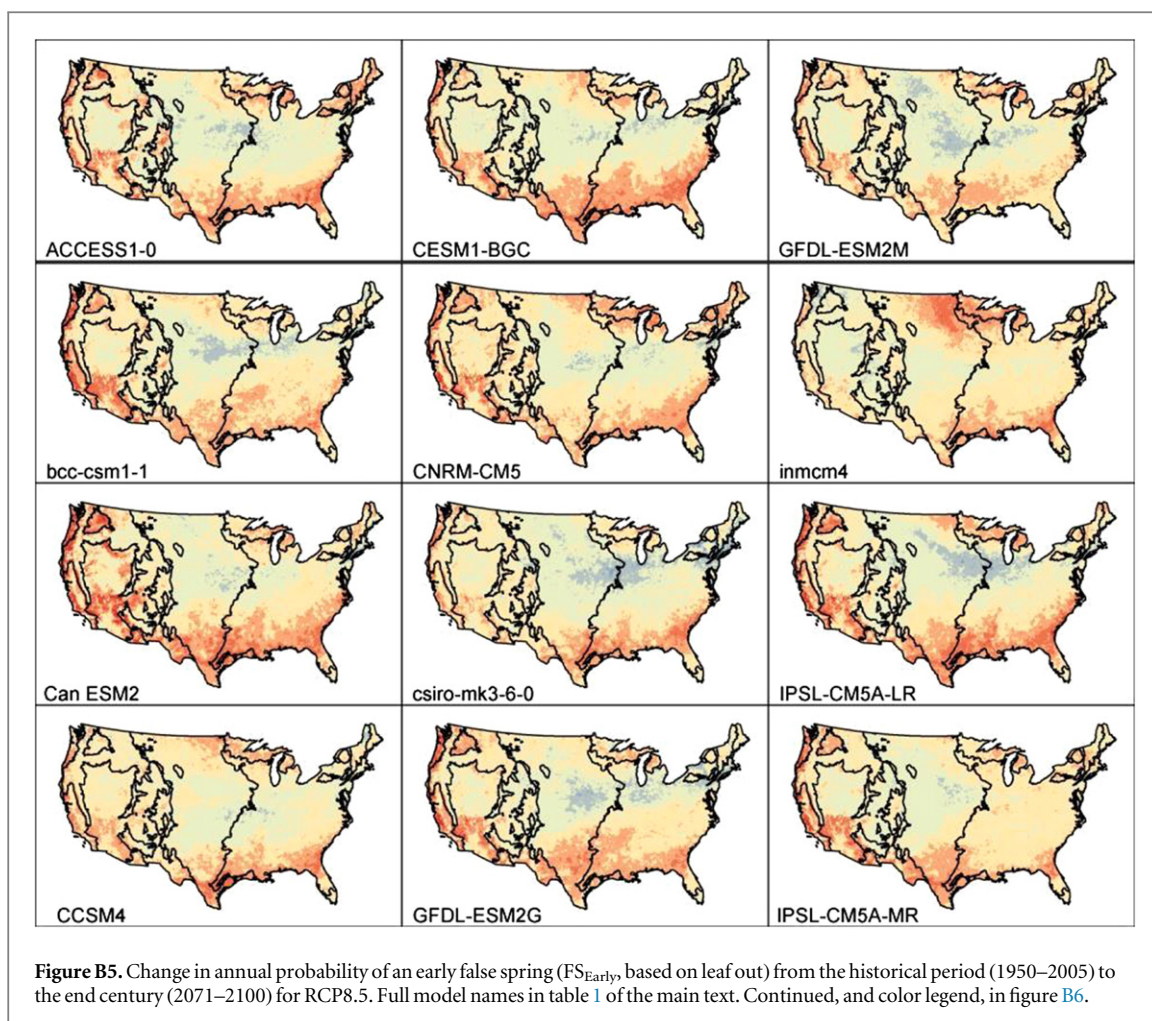 ACCESS1-0
CESM1-BGC
GFDL-ESM2M
bcc-csm1-1
CNRM-CM5
inmcm4
Can ESM2
csiro-mk3-6-0
IPSL-CM5A-LR
CCSM4
GFDL-ESM2G
IPSL-CM5A-MR
Figure B5. Change in annual probability of an early false spring (FSEarly, based on leaf out) from the historical period (1950–2005) to
the end century (2071–2100) for RCP8.5. Full model names in table 1 of the main text. Continued, and color legend, in figure B6.